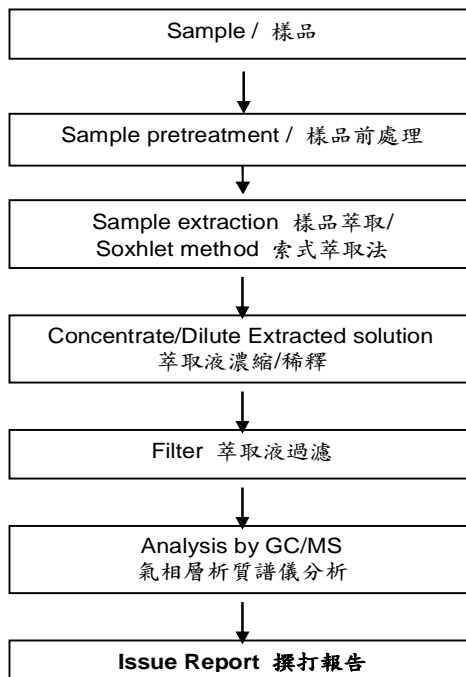 Sample / 樣品
Sample pretreatment / 樣品前處理
Sample extraction 樣品萃取/
Soxhlet method 索式萃取法
Concentrate/Dilute Extracted solution
萃取液濃縮/稀釋
Filter 萃取液過濾
Analysis by GC/MS
氣相層析質譜儀分析
Issue Report 撰打報告